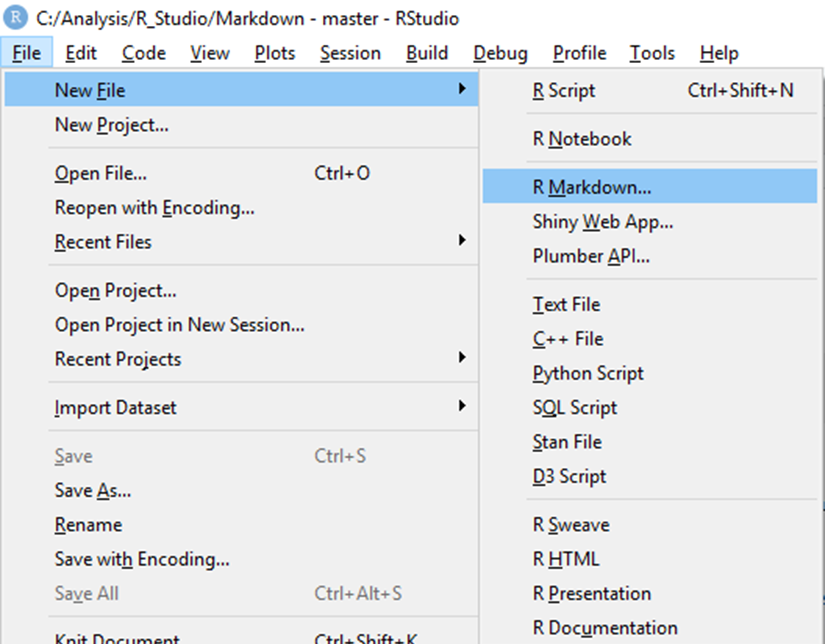 R C:/Analysis/R_Studio/Markdown - master - RStudio
File Edit Code View Plots Session Build Debug Profile Tools Help
New File
New Project...
Open File... Ctrl+O
Reopen with Encoding...
Recent Files
Open Project...
Open Project in New Session...
Recent Projects
Import Dataset
Save Ctrl+S
Save As...
Rename
Save with Encoding...
Save All Ctrl+Alt+S
Knit Document Ctrl+Shift+K
R Script Ctrl+Shift+N
R Notebook
R Markdown...
Shiny Web App...
Plumber API...
Text File
C++ File
Python Script
SQL Script
Stan File
D3 Script
R Sweave
R HTML
R Presentation
R Documentation